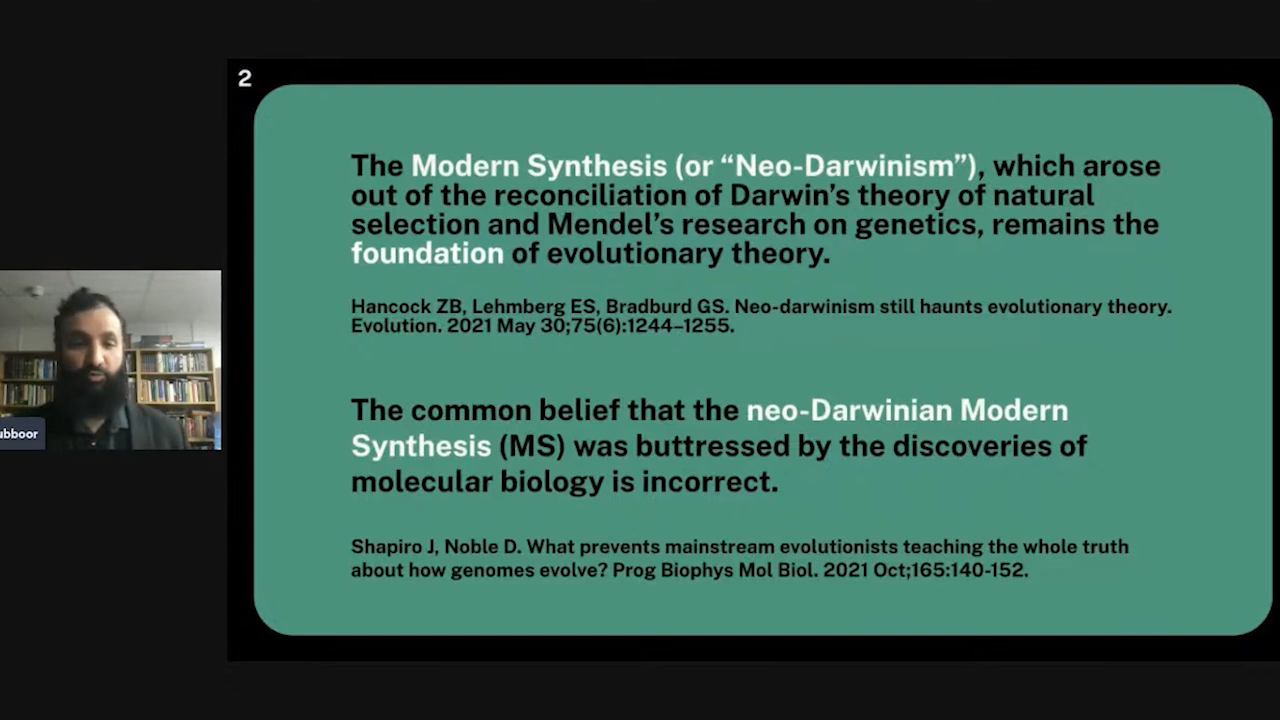 2
The Modern Synthesis (or “Neo-Darwinism”), which arose
out of the reconciliation of Darwin’s theory of natural
selection and Mendel’s research on genetics, remains the
foundation of evolutionary theory.
Hancock ZB, Lehmberg ES, Bradburd GS. Neo-darwinism still haunts evolutionary theory.
Evolution. 2021 May 30;75(6):1244–1255.
The common belief that the neo-Darwinian Modern
Synthesis (MS) was buttressed by the discoveries of
molecular biology is incorrect.
Shapiro J, Noble D. What prevents mainstream evolutionists teaching the whole truth
about how genomes evolve? Prog Biophys Mol Biol. 2021 Oct;165:140-152.
ubboor